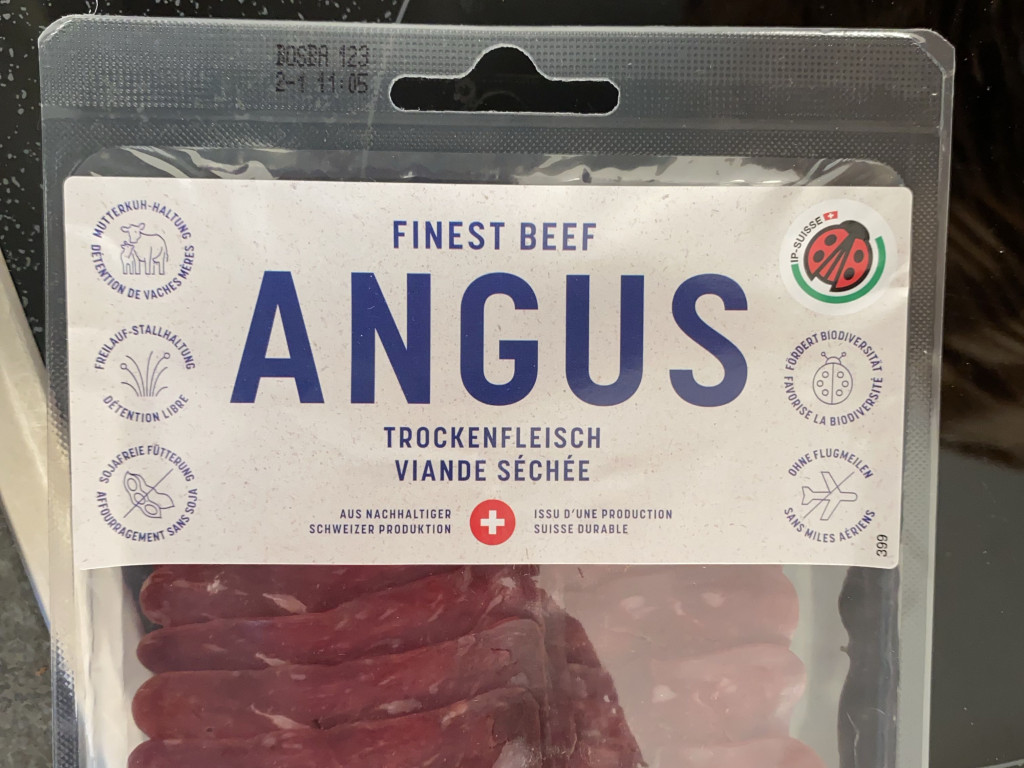 BOSBA 123
2-1 11:05
MUTTERKUH-HALTUNG
DÉTENTION DE VACHES MÈRES
FINEST BEEF
IP-SUISSE
ANGUS
FREILAUF-STALLHALTUNG
DÉTENTION LIBRE
FÖRDERT BIODIVERSITÄT
FAVORISE LA BIODIVERSITÉ
TROCKENFLEISCH
VIANDE SÉCHÉE
SOJAFREIE FÜTTERUNG
AFFOURRAGEMENT SANS SOJA
OHNE FLUGMEILEN
SANS MILES AÉRIENS
AUS NACHHALTIGER
SCHWEIZER PRODUKTION
ISSU D'UNE PRODUCTION
SUISSE DURABLE
399